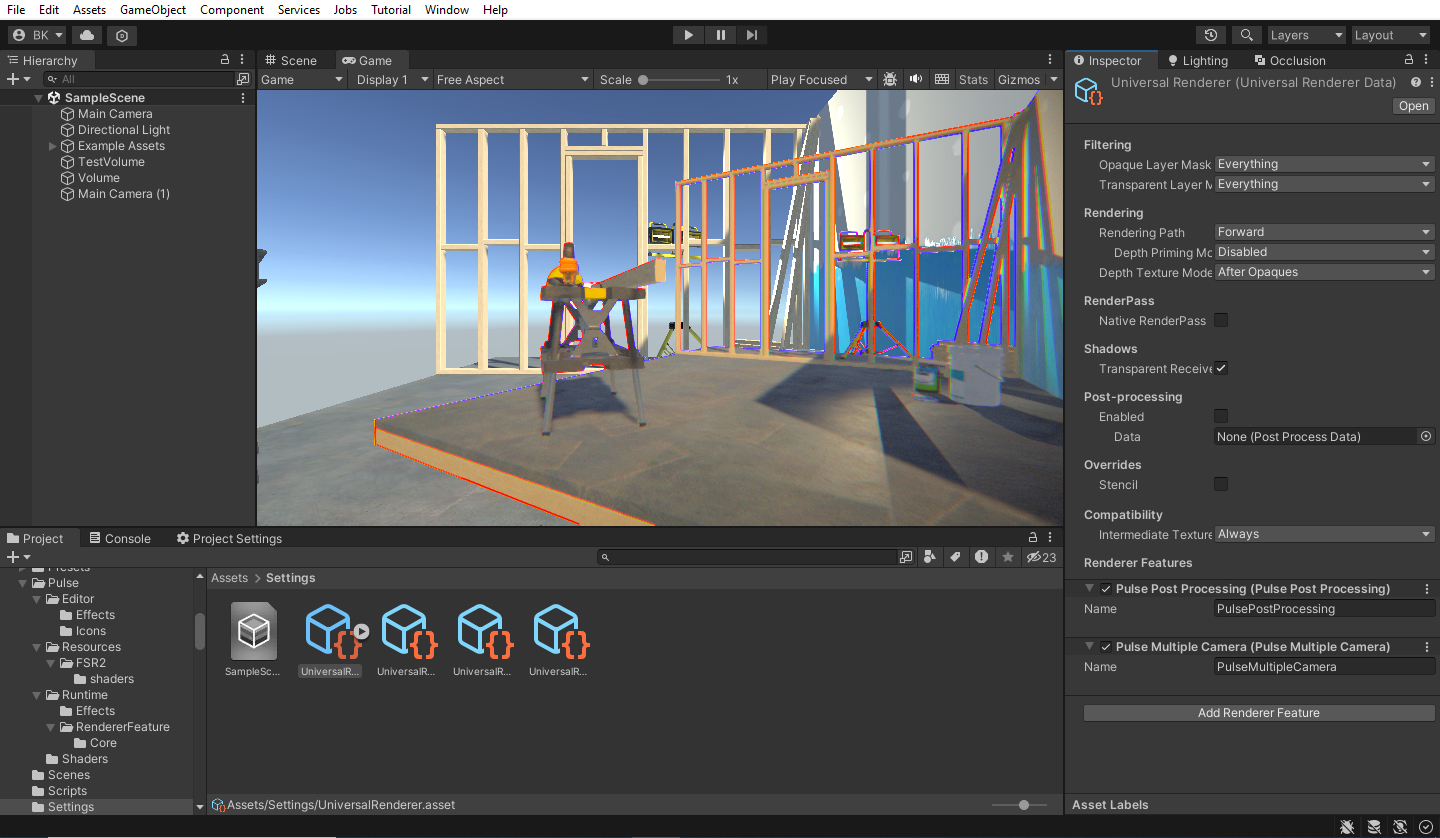 File Edit Assets GameObject Component Services Jobs Tutorial Window Help
BK Layers Layout
Hierarchy
All
SampleScene
Main Camera
Directional Light
Example Assets
TestVolume
Volume
Main Camera (1)
Scene Game
Game Display 1 Free Aspect Scale 1x Play Focused Stats Gizmos
Inspector Lighting Occlusion
Universal Renderer (Universal Renderer Data)
Open
Filtering
Opaque Layer Mask Everything
Transparent Layer M Everything
Rendering
Rendering Path Forward
Depth Priming Mo Disabled
Depth Texture Mode After Opaques
RenderPass
Native RenderPass
Shadows
Transparent Receive
Post-processing
Enabled
Data None (Post Process Data)
Overrides
Stencil
Compatibility
Intermediate Texture Always
Renderer Features
Pulse Post Processing (Pulse Post Processing)
Name PulsePostProcessing
Pulse Multiple Camera (Pulse Multiple Camera)
Name PulseMultipleCamera
Add Renderer Feature
Asset Labels
Project Console Project Settings
23
Presets
Pulse
Editor
Effects
Icons
Resources
FSR2
shaders
Runtime
Effects
RendererFeature
Core
Shaders
Scenes
Scripts
Settings
Assets > Settings
SampleSc... UniversalR... UniversalR... UniversalR... UniversalR...
Assets/Settings/UniversalRenderer.asset